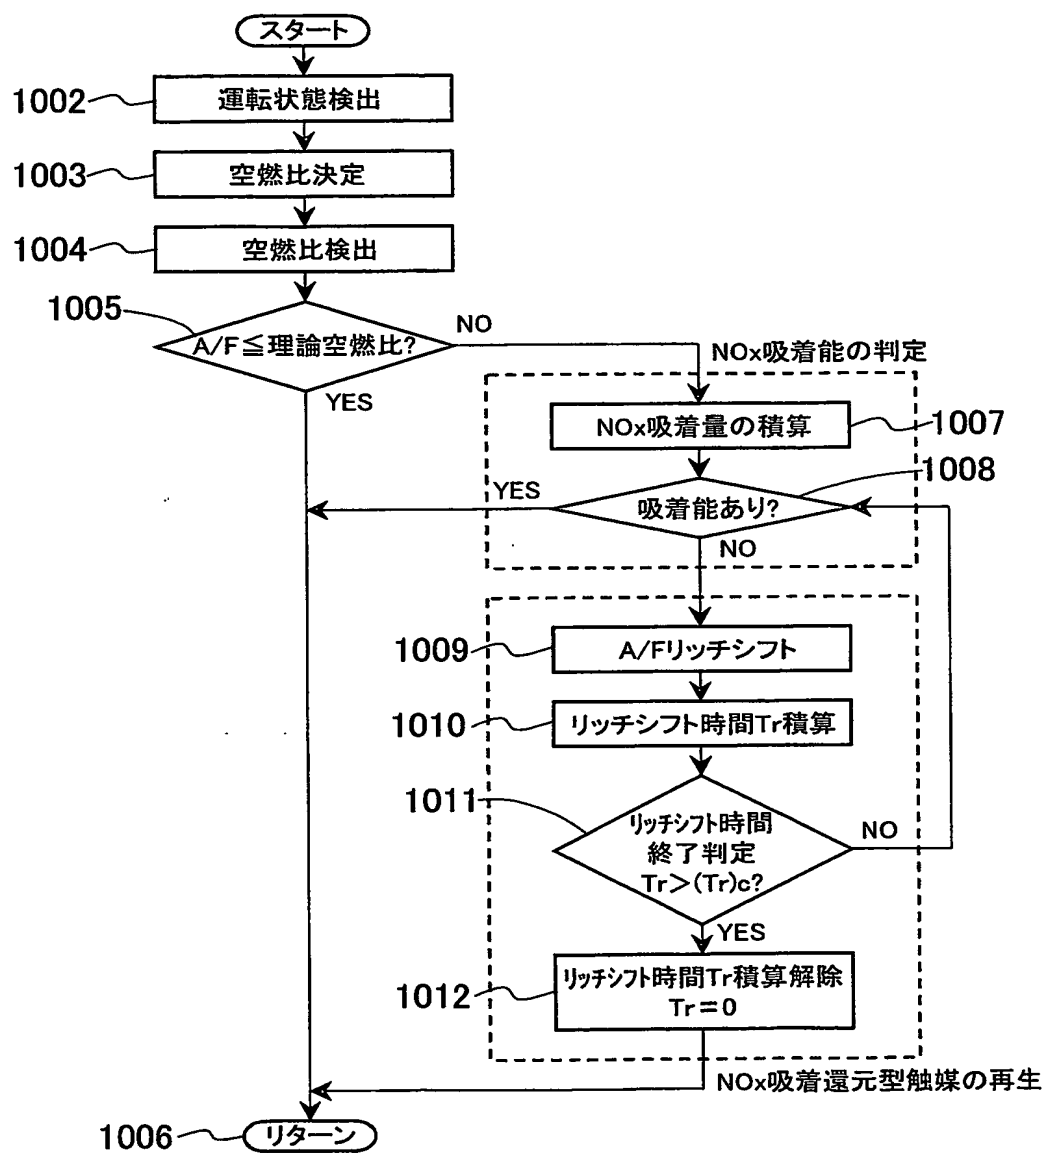 スタート
1002
運転状態検出
1003
空燃比決定
1004
空燃比検出
1005
A/F≦理論空燃比?
NO
YES
NOx吸着能の判定
NOx吸着量の積算
1007
1008
YES
吸着能あり?
NO
1009
A/Fリッチシフト
1010
リッチシフト時間Tr積算
1011
リッチシフト時間
終了判定
Tr>(Tr)c?
NO
YES
1012
リッチシフト時間Tr積算解除
Tr=0
NOx吸着還元型触媒の再生
1006
リターン